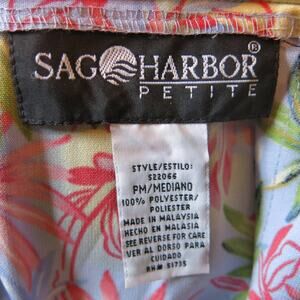 SAG HARBOR®
PETITE
STYLE/ESTILO:
S22066
PM/MEDIANO
100% POLYESTER/
POLIESTER
MADE IN MALAYSIA
HECHO EN MALASIA
SEE REVERSE FOR CARE
VER AL DORSO PARA
CUIDADO
RN# 51735